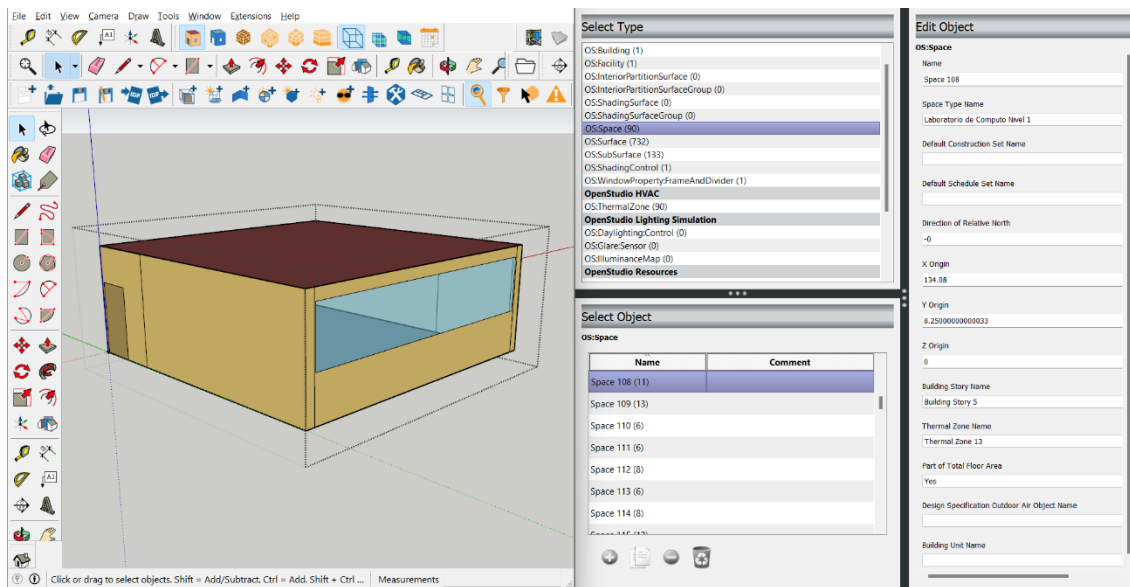 File Edit View Camera Draw Tools Window Extensions Help
A1
IDF
IDF
A1
Click or drag to select objects. Shift = Add/Subtract. Ctrl = Add. Shift + Ctrl ...
Measurements
Select Type
OS:Building (1)
OS:Facility (1)
OS:InteriorPartitionSurface (0)
OS:InteriorPartitionSurfaceGroup (0)
OS:ShadingSurface (0)
OS:ShadingSurfaceGroup (0)
OS:Space (90)
OS:Surface (732)
OS:SubSurface (133)
OS:ShadingControl (1)
OS:WindowProperty:FrameAndDivider (1)
OpenStudio HVAC
OS:ThermalZone (90)
OpenStudio Lighting Simulation
OS:Daylighting:Control (0)
OS:Glare:Sensor (0)
OS:IlluminanceMap (0)
OpenStudio Resources
Select Object
OS:Space
Name Comment
Space 108 (11)
Space 109 (13)
Space 110 (6)
Space 111 (6)
Space 112 (8)
Space 113 (6)
Space 114 (8)
Edit Object
OS:Space
Name
Space 108
Space Type Name
Laboratorio de Computo Nivel 1
Default Construction Set Name
Default Schedule Set Name
Direction of Relative North
-0
X Origin
134.08
Y Origin
8.25000000000033
Z Origin
0
Building Story Name
Building Story 5
Thermal Zone Name
Thermal Zone 13
Part of Total Floor Area
Yes
Design Specification Outdoor Air Object Name
Building Unit Name